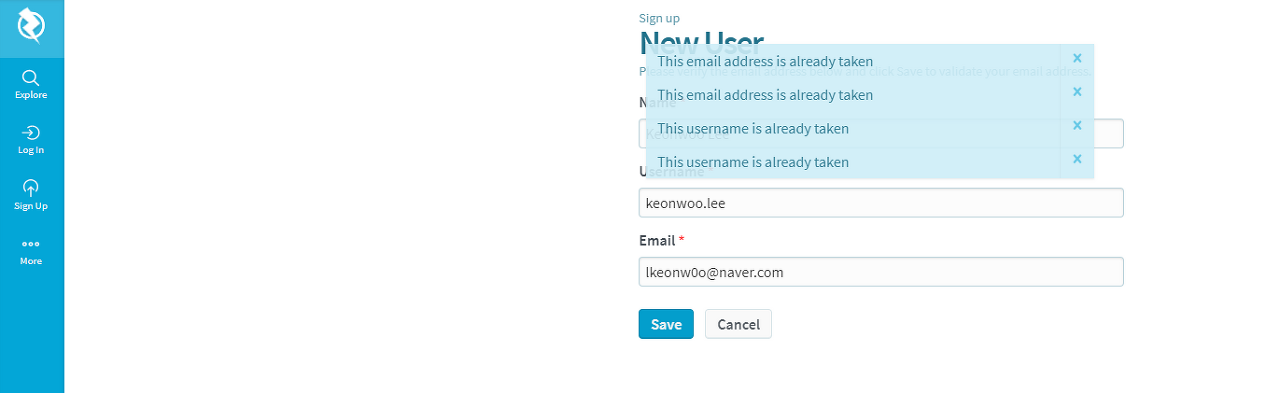 Sign up
New User
This email address is already taken x
Please verify the email address below and click Save to validate your email address.
This email address is already taken x
Name
This username is already taken x
Keonwoo Lee
This username is already taken x
Username *
keonwoo.lee
Email *
lkeonw0o@naver.com
Save Cancel
Explore
Log In
Sign Up
More